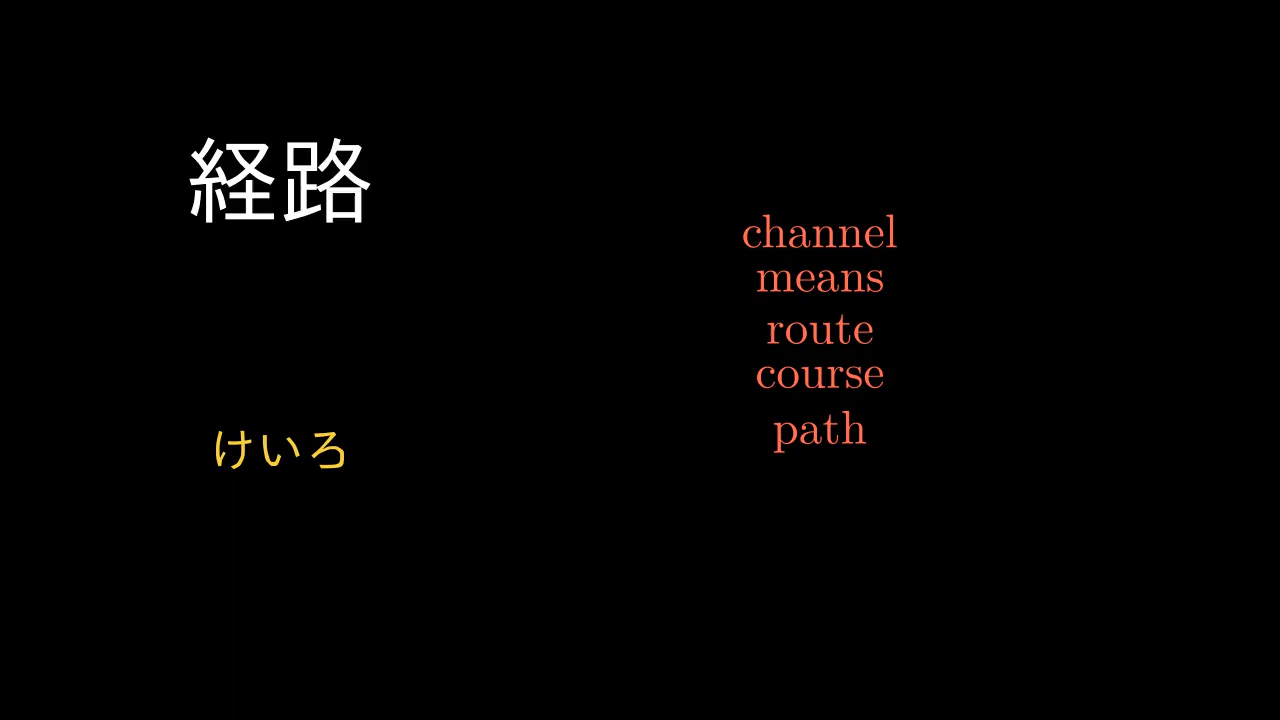 経路
けいろ
channel
means
route
course
path